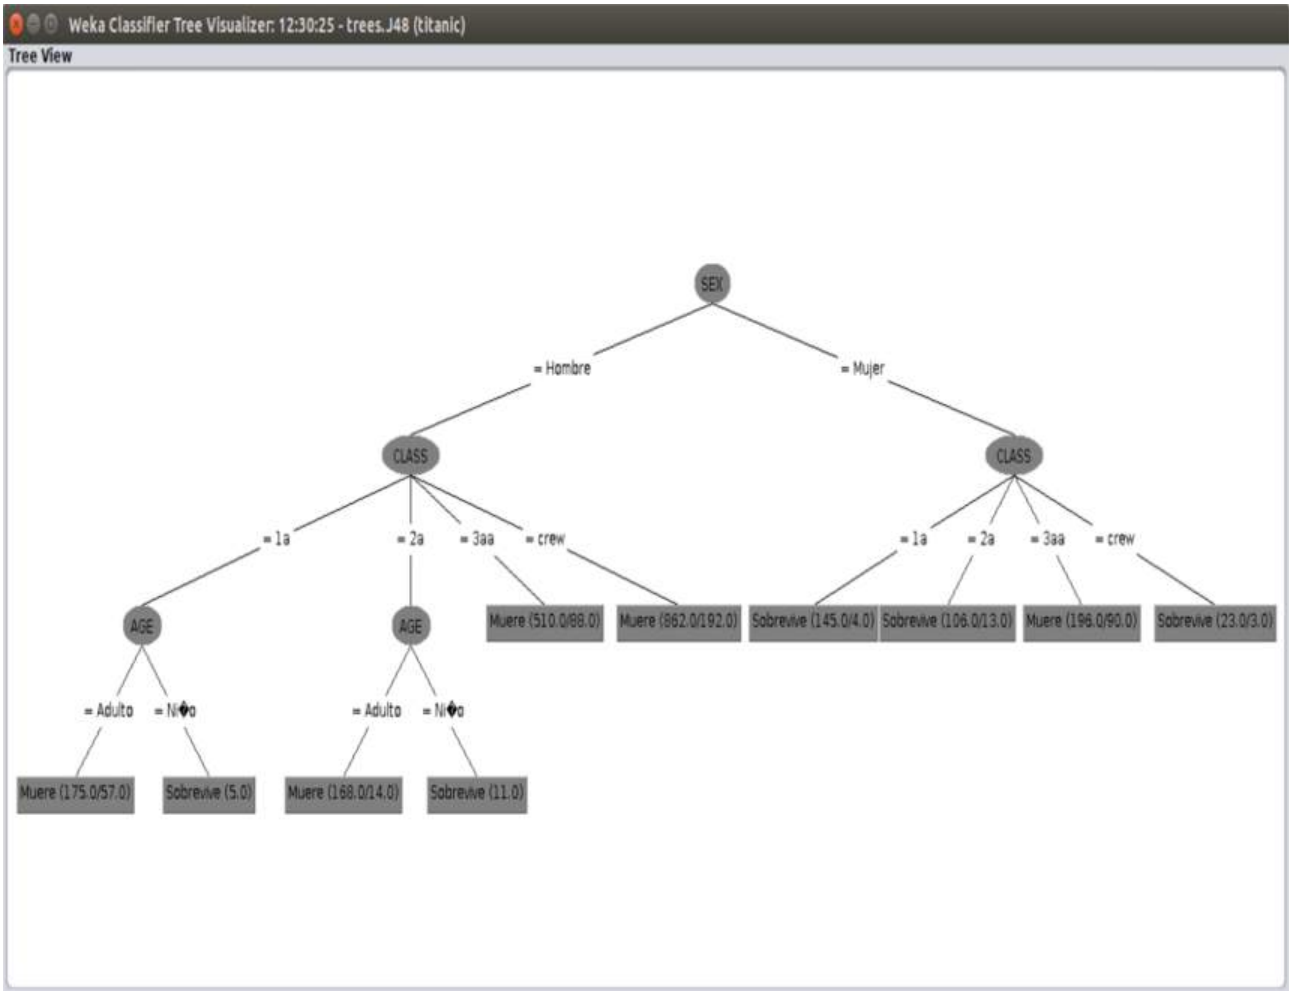 Weka Classifier Tree Visualizer: 12:30:25 - trees.J48 (titanic)
Tree View
SEX
= Hombre = Mujer
CLASS CLASS
= 1a = 2a = 3aa = crew = 1a = 2a = 3aa = crew
AGE AGE Muere (510.0/88.0) Muere (862.0/192.0) Sobrevive (145.0/4.0) Sobrevive (106.0/13.0) Muere (196.0/90.0) Sobrevive (23.0/3.0)
= Adulto = Ni�o = Adulto = Ni�o
Muere (175.0/57.0) Sobrevive (5.0) Muere (168.0/14.0) Sobrevive (11.0)